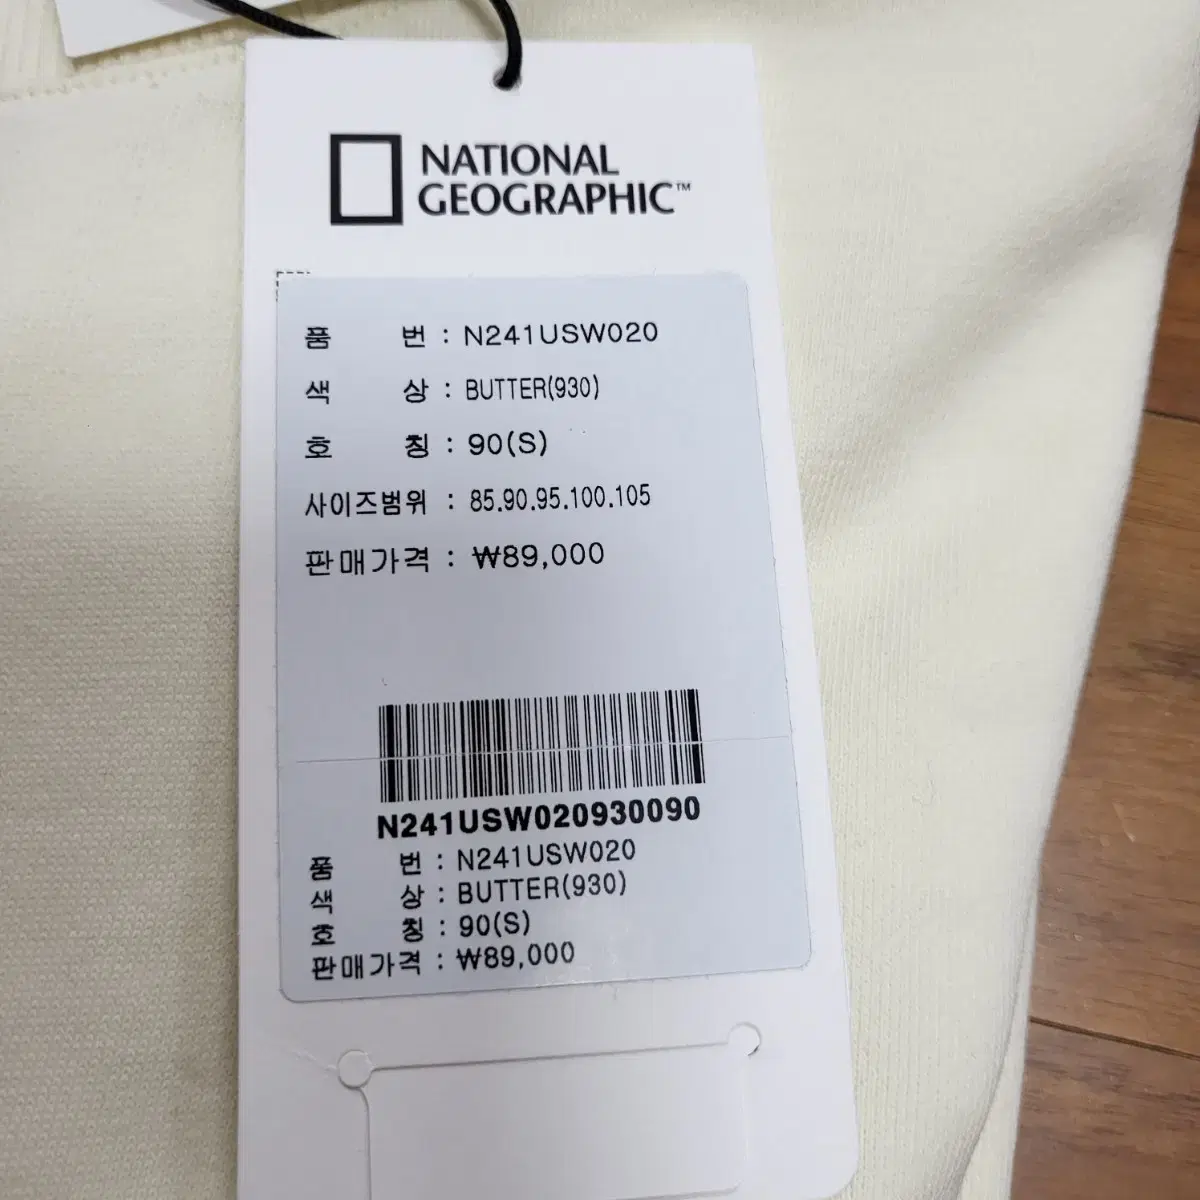 NATIONAL
GEOGRAPHIC™
품 번 : N241USW020
색 상 : BUTTER(930)
호 칭 : 90(S)
사이즈범위 : 85.90.95.100.105
판매가격 : ₩89,000
N241USW020930090
품 번 : N241USW020
색 상 : BUTTER(930)
호 칭 : 90(S)
판매가격 : ₩89,000